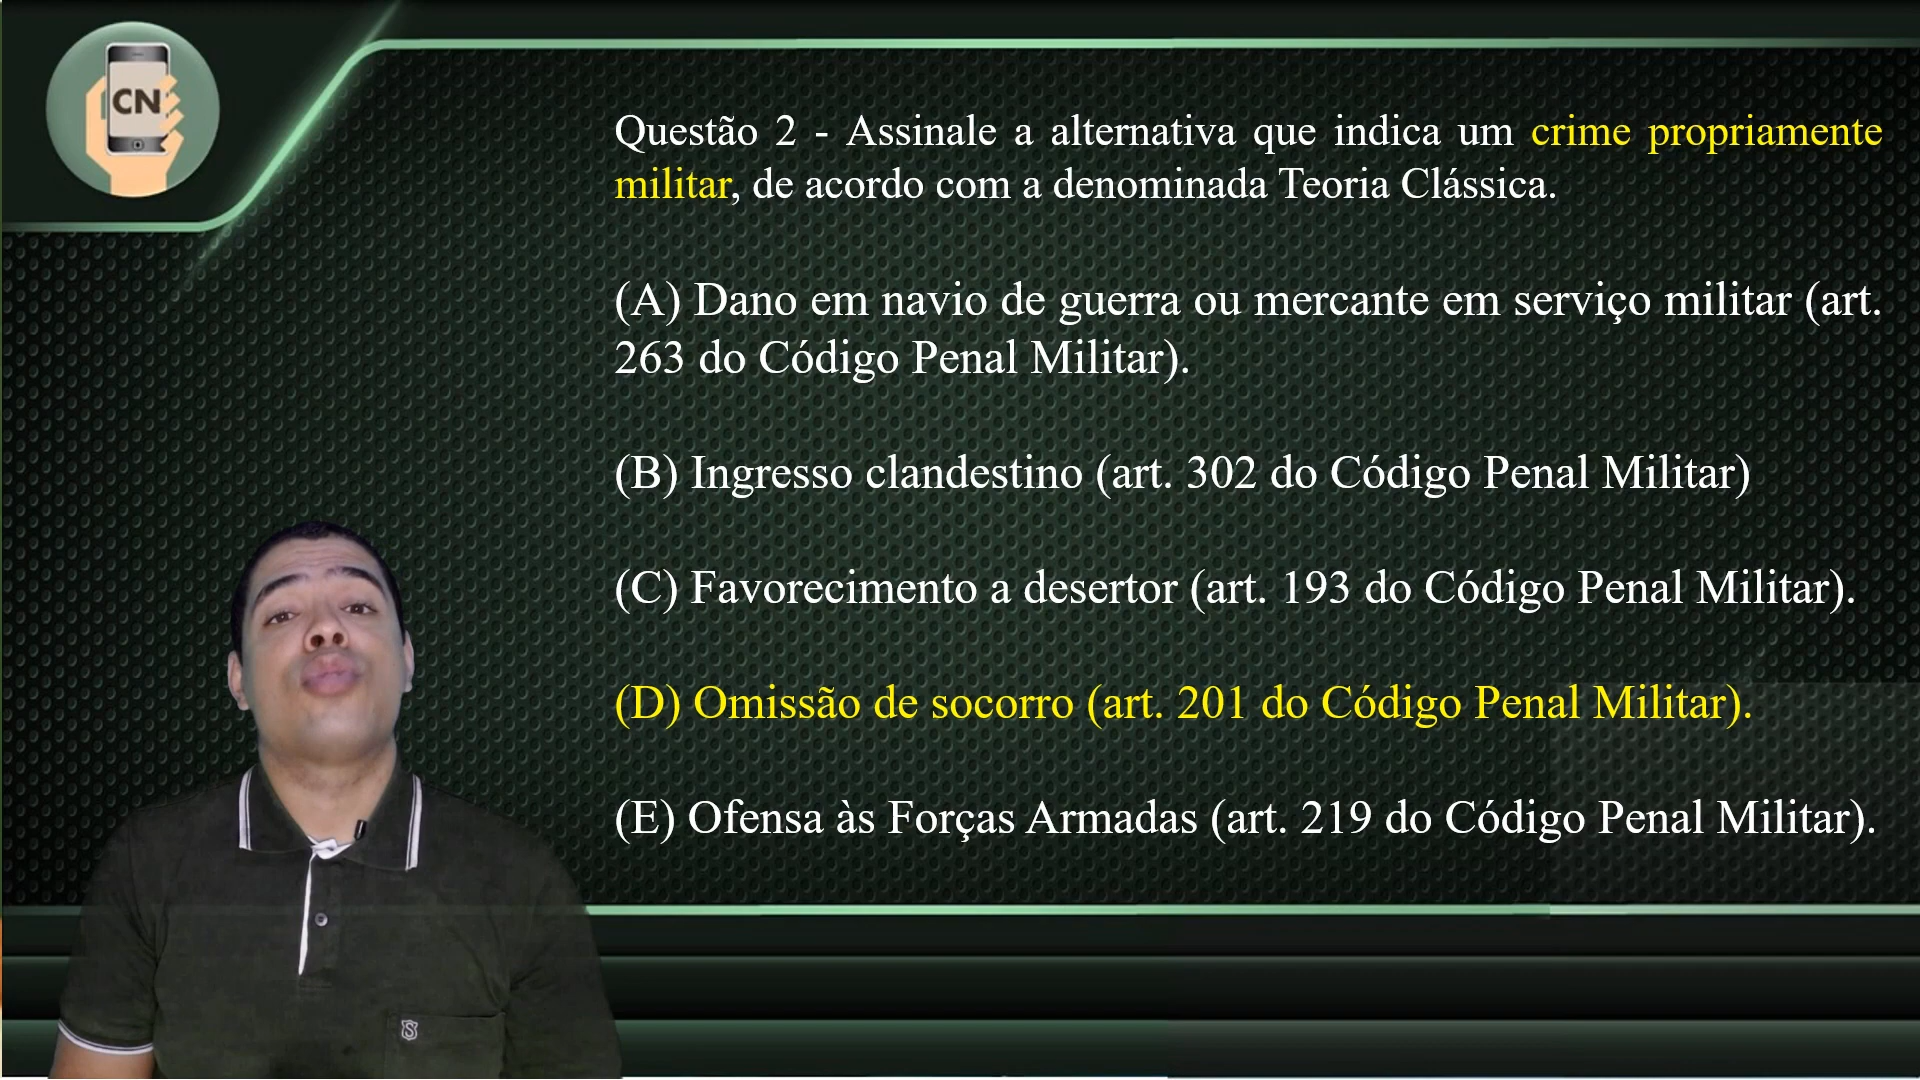 CN
Questão 2 - Assinale a alternativa que indica um crime propriamente
militar, de acordo com a denominada Teoria Clássica.
(A) Dano em navio de guerra ou mercante em serviço militar (art.
263 do Código Penal Militar).
(B) Ingresso clandestino (art. 302 do Código Penal Militar)
(C) Favorecimento a desertor (art. 193 do Código Penal Militar).
(D) Omissão de socorro (art. 201 do Código Penal Militar).
(E) Ofensa às Forças Armadas (art. 219 do Código Penal Militar).
S